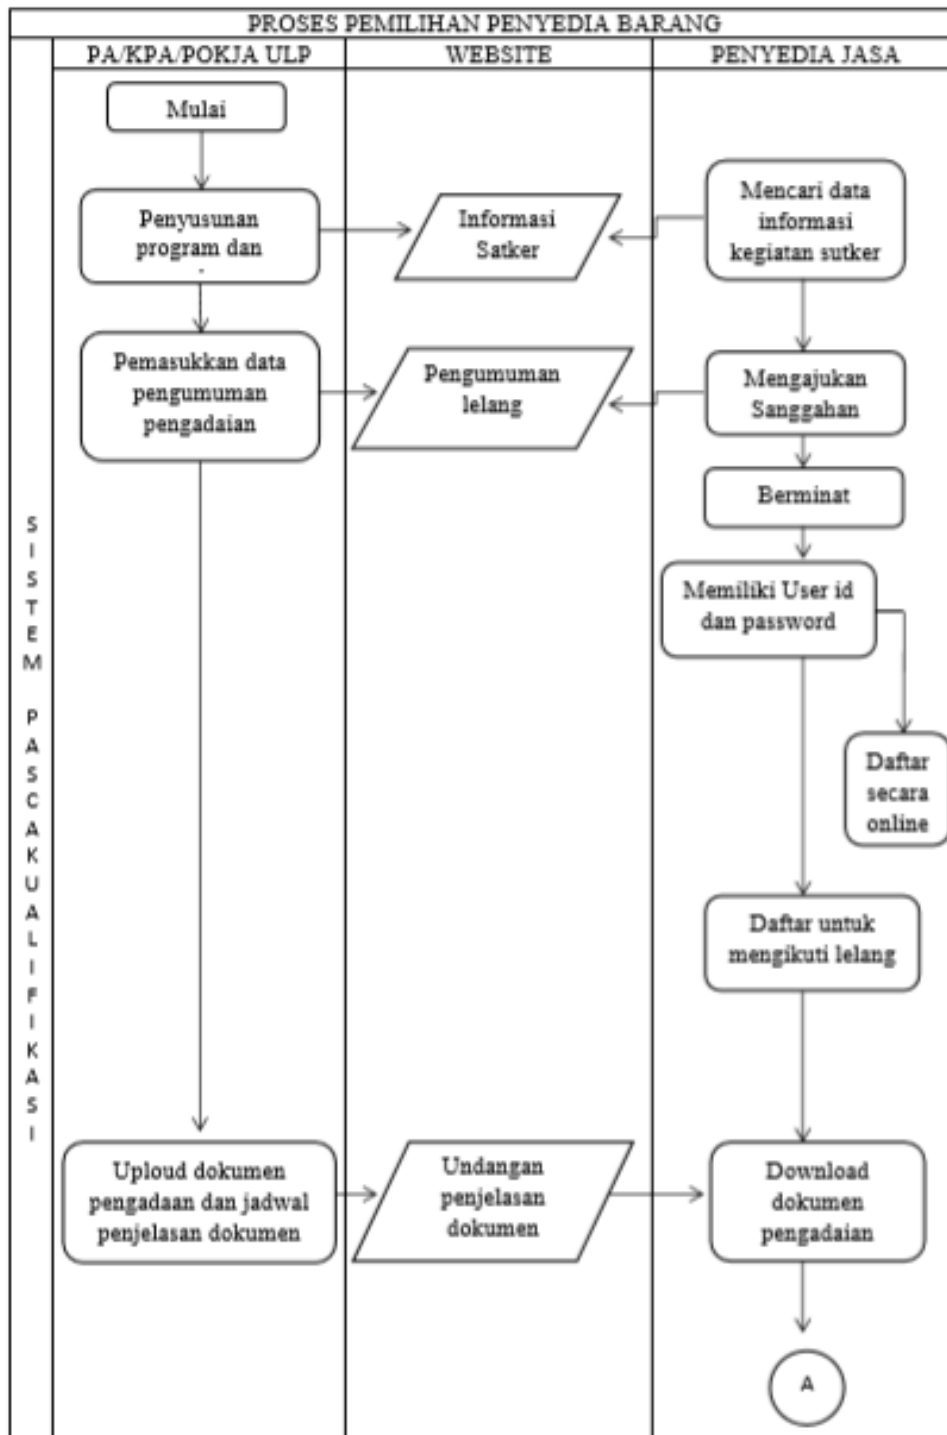 PROSES PEMILIHAN PENYEDIA BARANG
PA/KPA/POKJA ULP
WEBSITE
PENYEDIA JASA
SISTEM PASCAKUALIFIKASI
Mulai
Penyusunan
program dan
Informasi
Satker
Mencari data
informasi
kegiatan sutker
Pemasukkan data
pengumuman
pengadaian
Pengumuman
lelang
Mengajukan
Sanggahan
Berminat
Memiliki User id
dan password
Daftar
secara
online
Daftar untuk
mengikuti lelang
Uploud dokumen
pengadaan dan jadwal
penjelasan dokumen
Undangan
penjelasan
dokumen
Download
dokumen
pengadaian
A